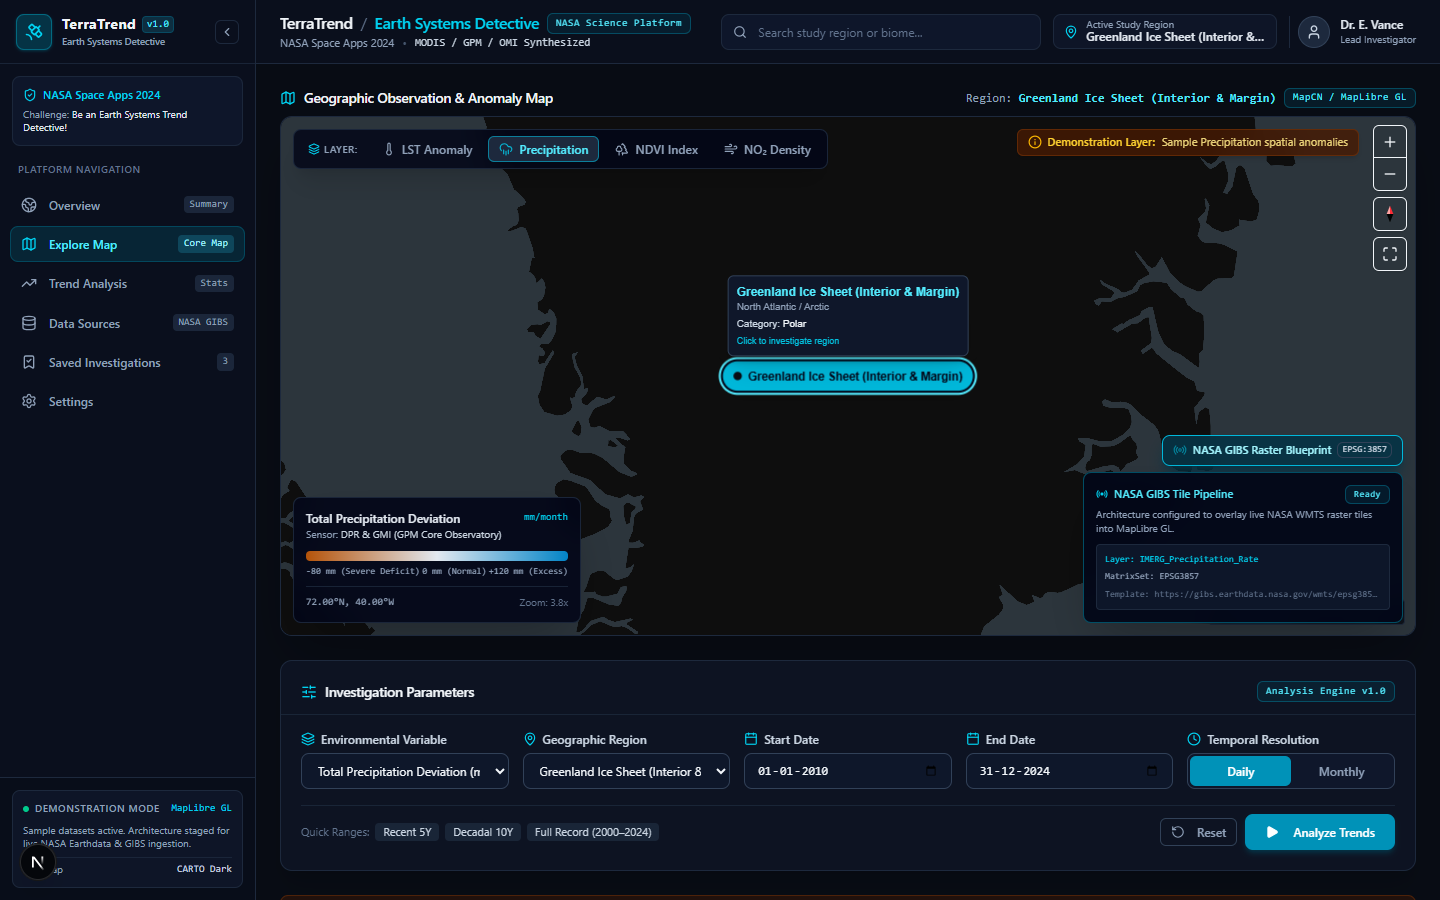 TerraTrend v1.0
Earth Systems Detective
NASA Space Apps 2024
Challenge: Be an Earth Systems Trend
Detective!
PLATFORM NAVIGATION
Overview Summary
Explore Map Core Map
Trend Analysis Stats
Data Sources NASA GIBS
Saved Investigations 3
Settings
DEMONSTRATION MODE MapLibre GL
Sample datasets active. Architecture staged for
live NASA Earthdata & GIBS ingestion.
CARTO Dark
N
TerraTrend / Earth Systems Detective NASA Science Platform
NASA Space Apps 2024 • MODIS / GPM / OMI Synthesized
Search study region or biome...
Active Study Region
Greenland Ice Sheet (Interior &...
Dr. E. Vance
Lead Investigator
Geographic Observation & Anomaly Map
Region: Greenland Ice Sheet (Interior & Margin) MapCN / MapLibre GL
LAYER: LST Anomaly Precipitation NDVI Index NO₂ Density
Demonstration Layer: Sample Precipitation spatial anomalies
Greenland Ice Sheet (Interior & Margin)
North Atlantic / Arctic
Category: Polar
Click to investigate region
Greenland Ice Sheet (Interior & Margin)
NASA GIBS Raster Blueprint EPSG:3857
NASA GIBS Tile Pipeline Ready
Architecture configured to overlay live NASA WMTS raster tiles
into MapLibre GL.
Layer: IMERG_Precipitation_Rate
MatrixSet: EPSG3857
Template: https://gibs.earthdata.nasa.gov/wmts/epsg385…
Total Precipitation Deviation mm/month
Sensor: DPR & GMI (GPM Core Observatory)
-80 mm (Severe Deficit) 0 mm (Normal) +120 mm (Excess)
72.00°N, 40.00°W Zoom: 3.8x
Investigation Parameters Analysis Engine v1.0
Environmental Variable Geographic Region Start Date End Date Temporal Resolution
Total Precipitation Deviation (m Greenland Ice Sheet (Interior & 01-01-2010 31-12-2024 Daily Monthly
Quick Ranges: Recent 5Y Decadal 10Y Full Record (2000–2024) Reset Analyze Trends